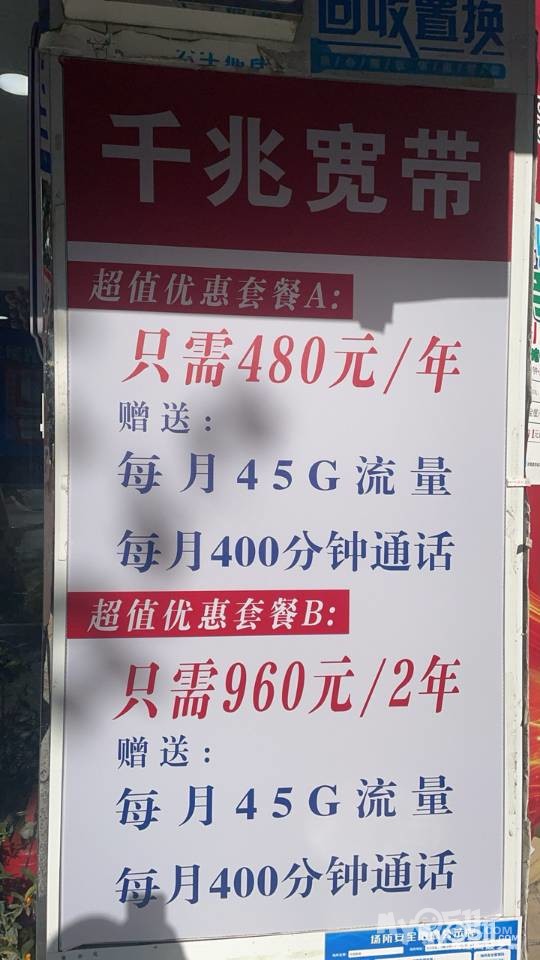 回收置换
千兆宽带
超值优惠套餐A:
只需480元/年
赠送:
每月45G流量
每月400分钟通话
超值优惠套餐B:
只需960元/2年
赠送:
每月45G流量
每月400分钟通话